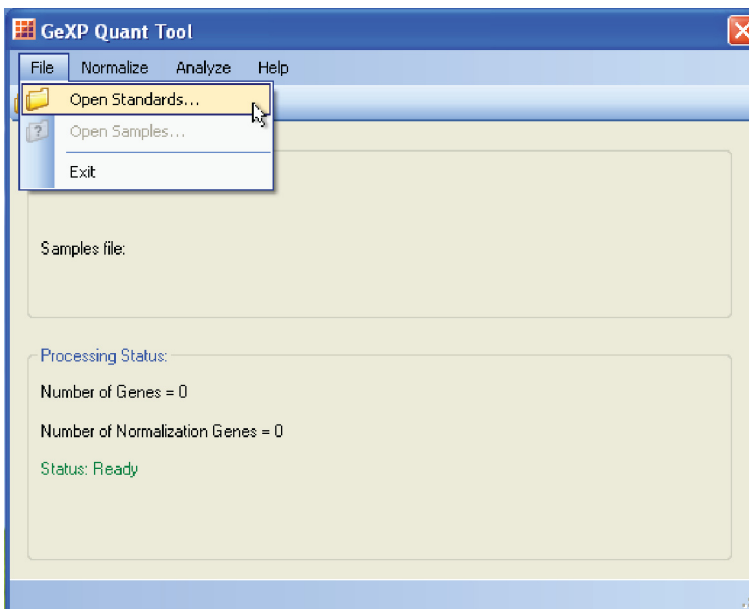 GeXP Quant Tool
File Normalize Analyze Help
Open Standards...
Open Samples...
Exit
Samples file:
Processing Status:
Number of Genes = 0
Number of Normalization Genes = 0
Status: Ready